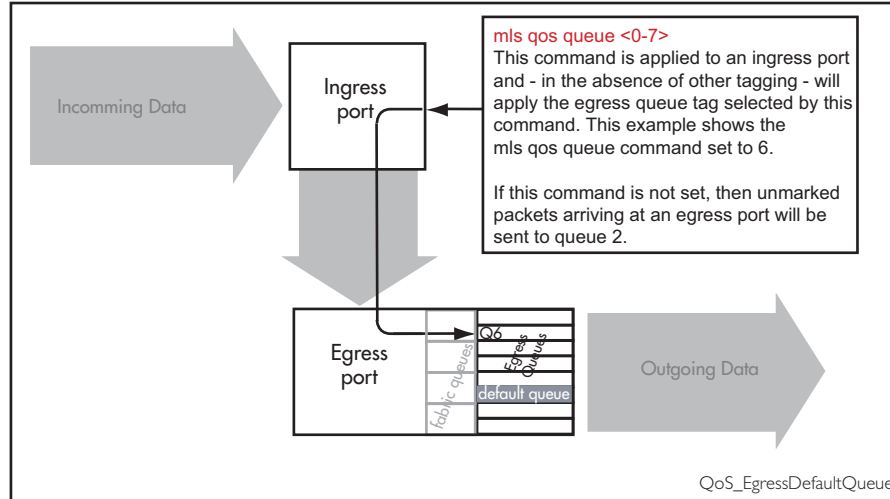 mls qos queue <0-7>
This command is applied to an ingress port
and - in the absence of other tagging - will
apply the egress queue tag selected by this
command. This example shows the
mls qos queue command set to 6.
If this command is not set, then unmarked
packets arriving at an egress port will be
sent to queue 2.
Incomming Data
Ingress
port
Egress
port
fabric queues
Q6
Egress
Queues
default queue
Outgoing Data
QoS_EgressDefaultQueue